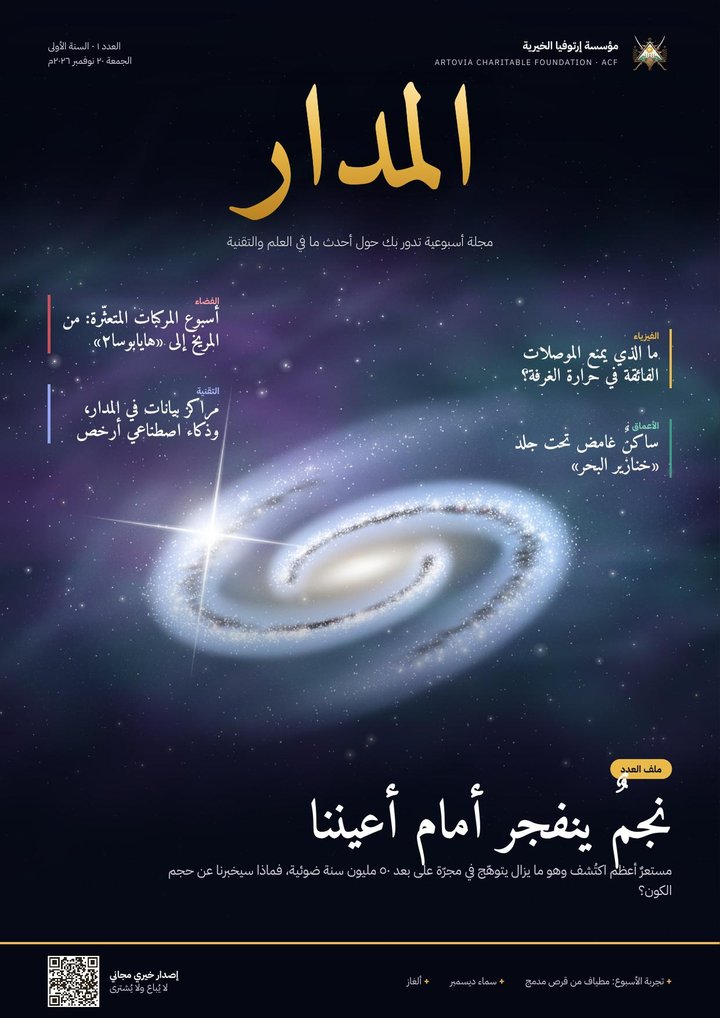 مؤسسة إرتوفيا الخيرية
ARTOVIA CHARITABLE FOUNDATION · ACF
العدد ١ · السنة الأولى
الجمعة ٢٠ نوفمبر ٢٠٢٦م
المدار
مجلة أسبوعية تدور بك حول أحدث ما في العلم والتقنية
الفيزياء
ما الذي يمنع الموصلات
الفائقة في حرارة الغرفة؟
الأعماق
ساكنٌ غامض تحت جلد
«خنازير البحر»
الفضاء
أسبوع المركبات المتعثّرة: من
المريخ إلى «هايابوسا٢»
التقنية
مراكز بيانات في المدار،
وذكاء اصطناعي أرخص
ملف العدد
نجمٌ ينفجر أمام أعيننا
مستعرٌ أعظم اكتُشف وهو ما يزال يتوهّج في مجرّة على بعد ٥٠ مليون سنة ضوئية، فماذا سيخبرنا عن حجم
الكون؟
+ تجربة الأسبوع: مطياف من قرص مدمج
+ سماء ديسمبر
+ ألغاز
إصدار خيري مجاني
لا يُباع ولا يُشترى